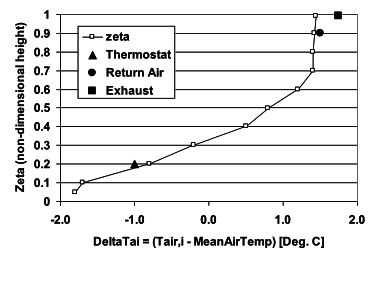 Zeta (non-dimensional height)
1
0.9
0.8
0.7
0.6
0.5
0.4
0.3
0.2
0.1
0
zeta
Thermostat
Return Air
Exhaust
-2.0 -1.0 0.0 1.0 2.0
DeltaTai = (Tair,i - MeanAirTemp) [Deg. C]